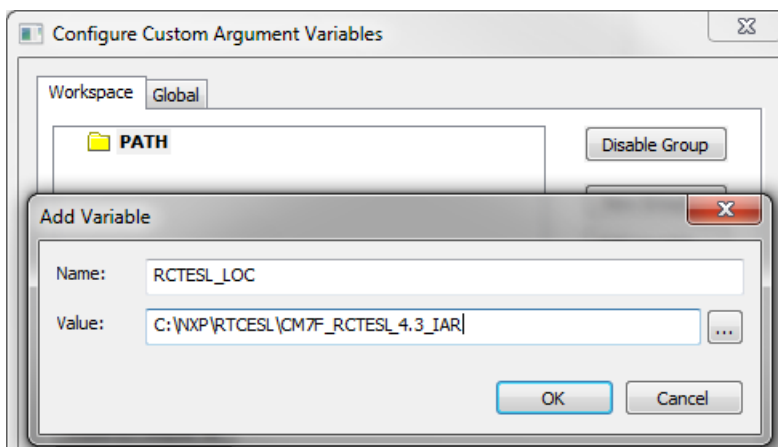 Configure Custom Argument Variables
Workspace Global
PATH
Disable Group
Add Variable
Name: RCTESL_LOC
Value: C:\NXP\RTCESL\CM7F_RCTESL_4.3_IAR
...
OK Cancel